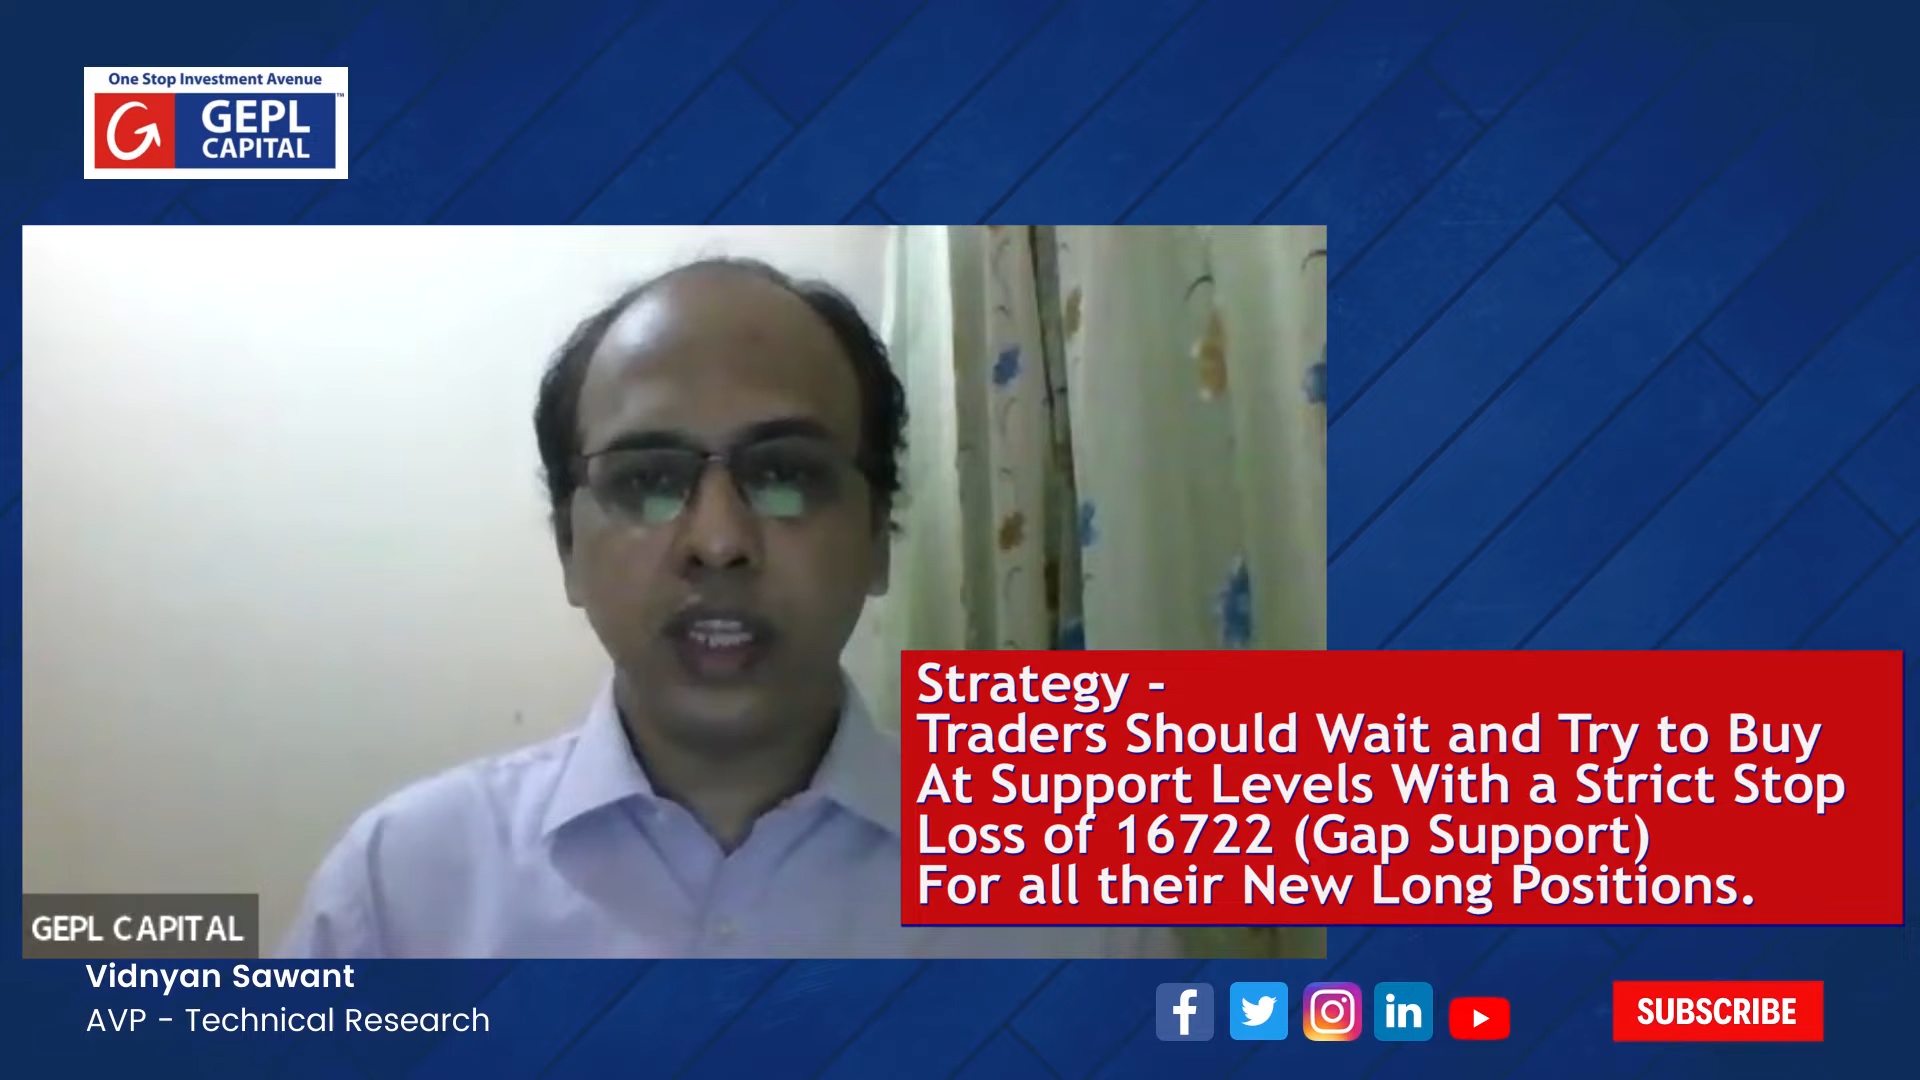 One Stop Investment Avenue
GEPL
CAPITAL
TM
Strategy -
Traders Should Wait and Try to Buy
At Support Levels With a Strict Stop
Loss of 16722 (Gap Support)
For all their New Long Positions.
GEPL CAPITAL
Vidnyan Sawant
AVP - Technical Research
SUBSCRIBE